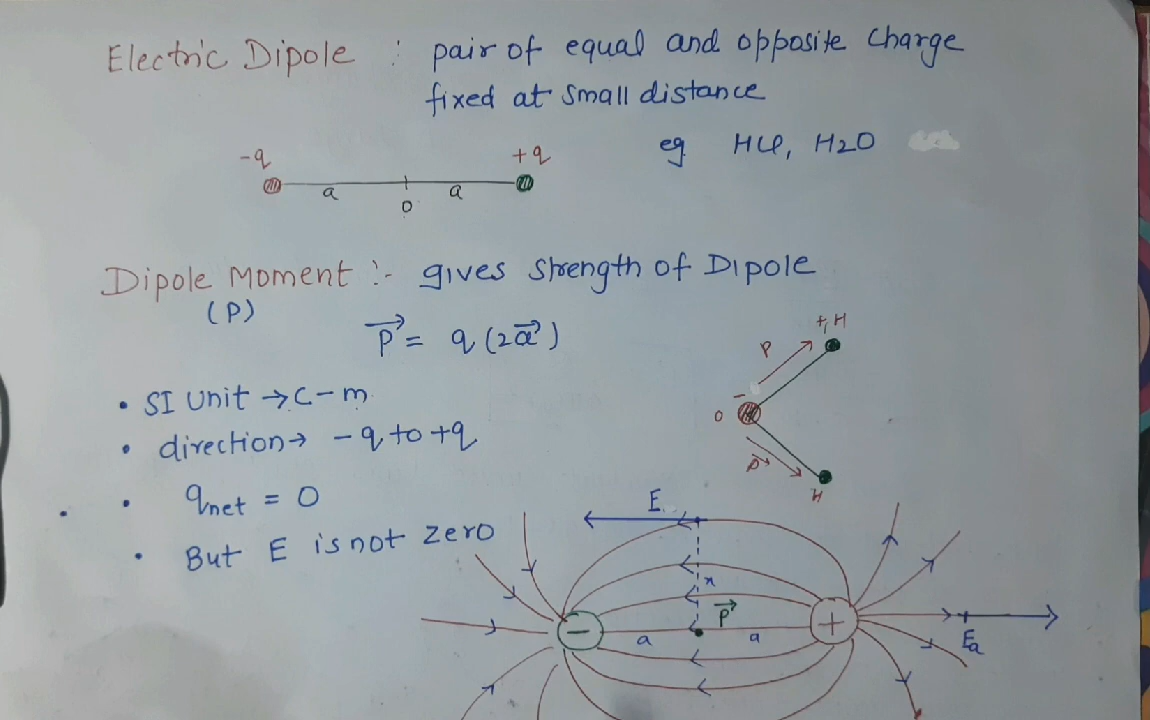 Electric Dipole : pair of equal and opposite charge
fixed at small distance
-q +q
eg HCl, H2O
a a
0
Dipole Moment :- gives strength of Dipole
(P)
P⃗ = q (2a⃗)
+, H
P
• SI Unit → C-m
-
O
• direction → -q to +q
P⃗
H
• qnet = 0
E
• But E is not zero
x
P⃗
- +
a a
Ea